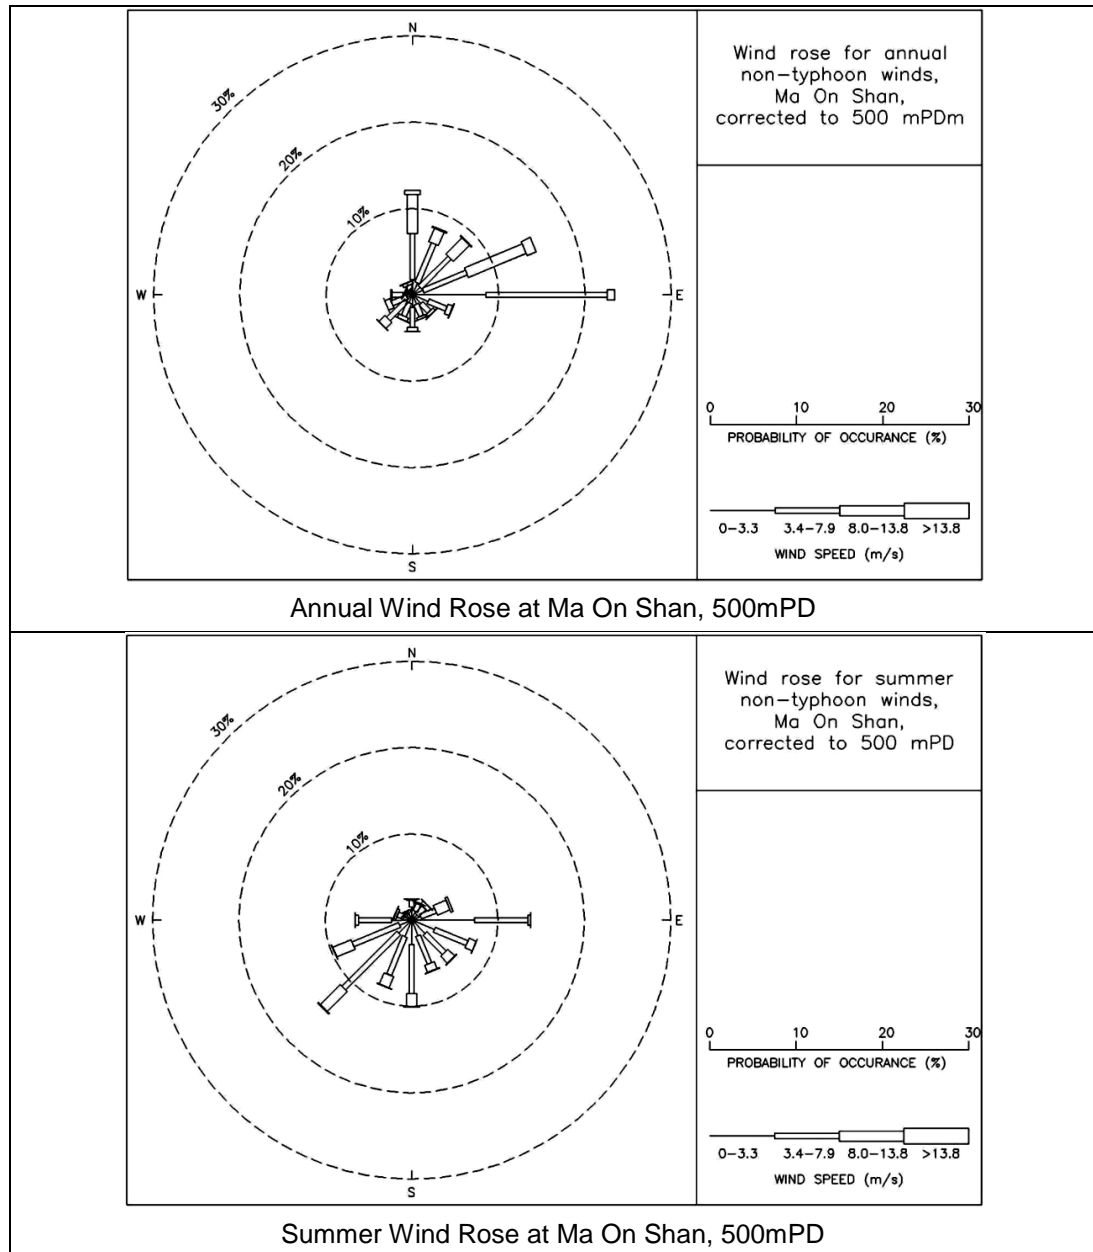 N
30%
20%
10%
W
E
S
Wind rose for annual
non-typhoon winds,
Ma On Shan,
corrected to 500 mPDm
0 10 20 30
PROBABILITY OF OCCURANCE (%)
0-3.3 3.4-7.9 8.0-13.8 >13.8
WIND SPEED (m/s)
Annual Wind Rose at Ma On Shan, 500mPD
N
30%
20%
10%
W
E
S
Wind rose for summer
non-typhoon winds,
Ma On Shan,
corrected to 500 mPD
0 10 20 30
PROBABILITY OF OCCURANCE (%)
0-3.3 3.4-7.9 8.0-13.8 >13.8
WIND SPEED (m/s)
Summer Wind Rose at Ma On Shan, 500mPD